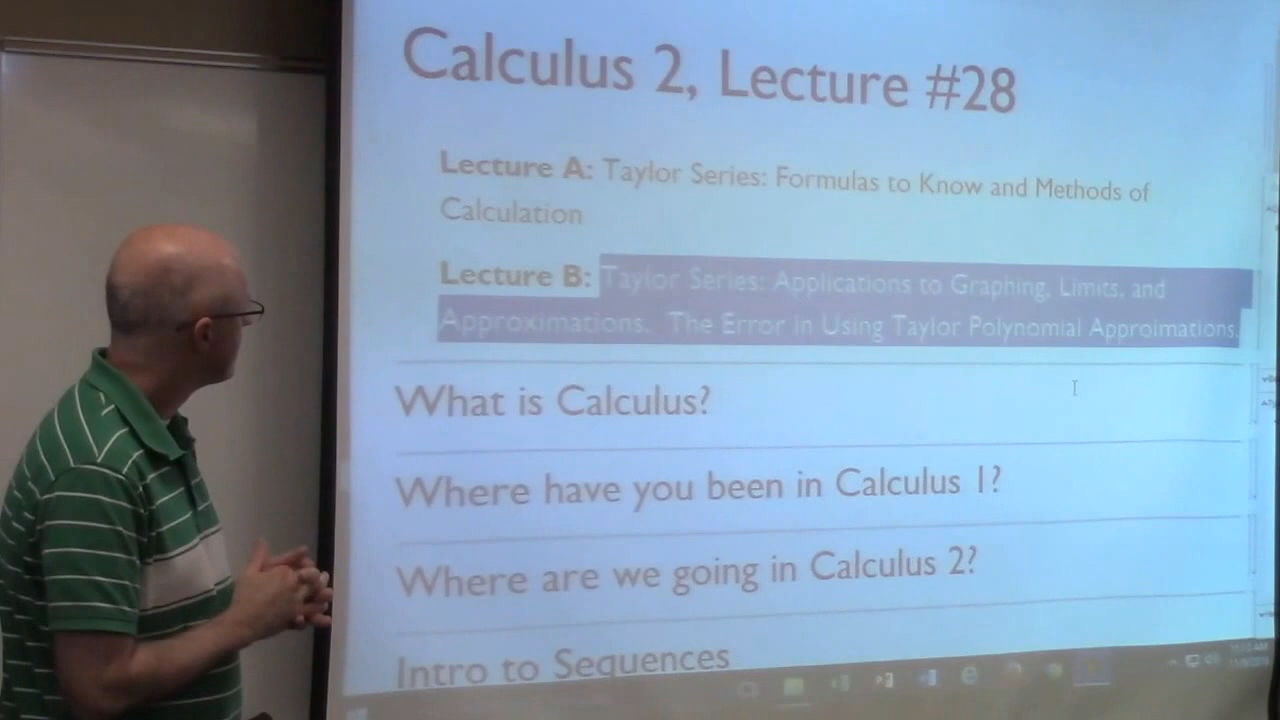 Calculus 2, Lecture #28
Lecture A: Taylor Series: Formulas to Know and Methods of
Calculation
Lecture B: Taylor Series: Applications to Graphing, Limits, and
Approximations. The Error in Using Taylor Polynomial Approimations.
What is Calculus?
Where have you been in Calculus 1?
Where are we going in Calculus 2?
Intro to Sequences